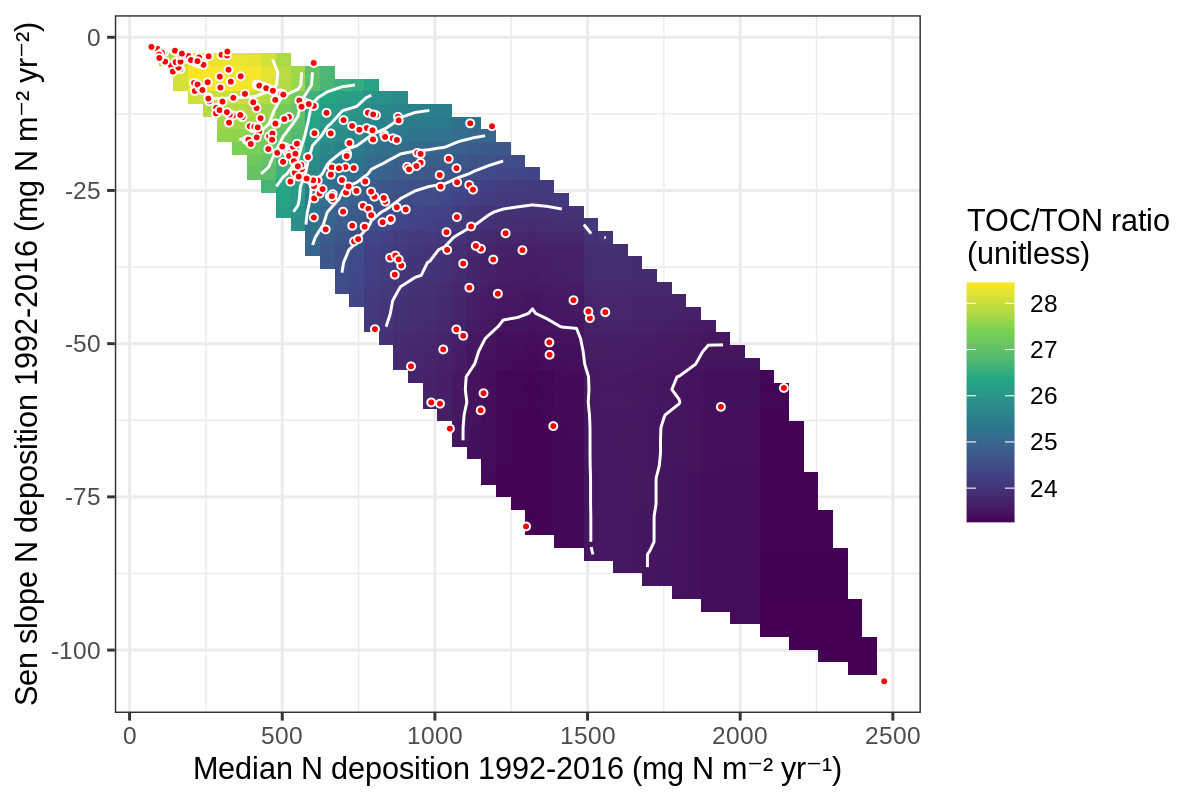 Sen slope N deposition 1992-2016 (mg N m⁻² yr⁻²)
0
-25
-50
-75
-100
0 500 1000 1500 2000 2500
Median N deposition 1992-2016 (mg N m⁻² yr⁻¹)
TOC/TON ratio
(unitless)
28
27
26
25
24